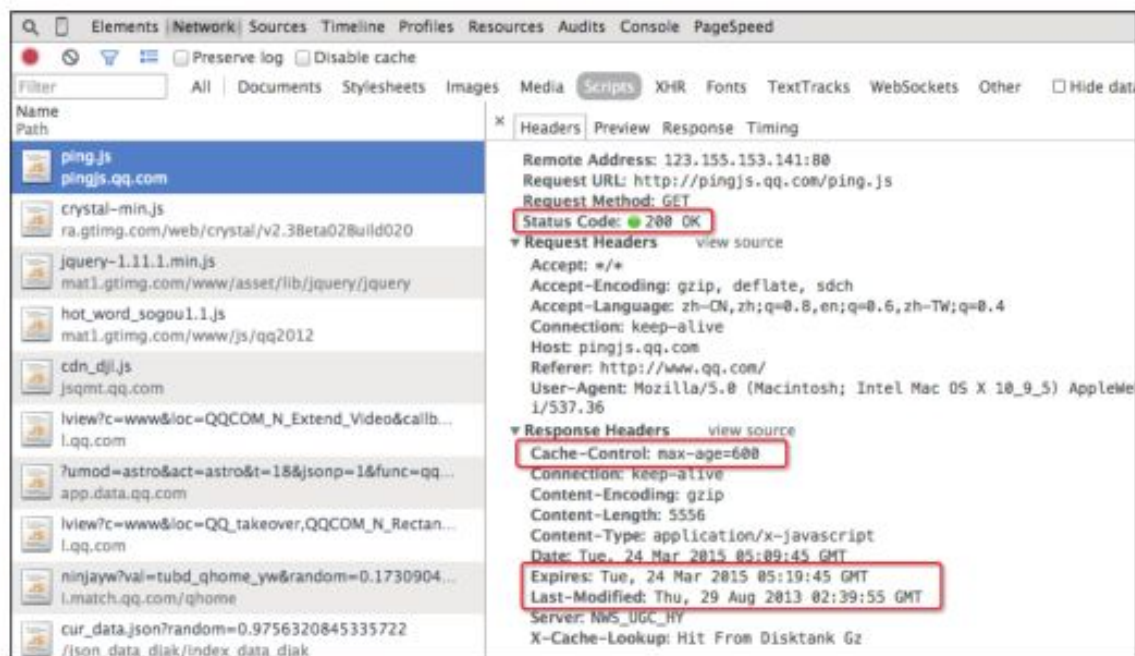 Elements Network Sources Timeline Profiles Resources Audits Console PageSpeed
Preserve log Disable cache
Filter All Documents Stylesheets Images Media Scripts XHR Fonts TextTracks WebSockets Other Hide data
Name
Path
ping.js
pingjs.qq.com
crystal-min.js
ra.gtimg.com/web/crystal/v2.38eta02Build020
jquery-1.11.1.min.js
mat1.gtimg.com/www/asset/lib/jquery/jquery
hot_word_sogou1.1.js
mat1.gtimg.com/www/js/qq2012
cdn_djl.js
jsqmt.qq.com
lview?c=www&loc=QQCOM_N_Extend_Video&callb...
l.qq.com
?umod=astro&act=astro&t=18&jsonp=1&func=qq...
app.data.qq.com
lview?c=www&loc=QQ_takeover,QQCOM_N_Rectan...
l.qq.com
ninjayw?val=tubd_qhome_yw&random=0.1730904...
l.match.qq.com/qhome
cur_data.json?random=0.9756320845335722
/json_data_diak/index_data_diak
× Headers Preview Response Timing
Remote Address: 123.155.153.141:80
Request URL: http://pingjs.qq.com/ping.js
Request Method: GET
Status Code: 200 OK
Request Headers view source
Accept: */*
Accept-Encoding: gzip, deflate, sdch
Accept-Language: zh-CN,zh;q=0.8,en;q=0.6,zh-TW;q=0.4
Connection: keep-alive
Host: pingjs.qq.com
Referer: http://www.qq.com/
User-Agent: Mozilla/5.0 (Macintosh; Intel Mac OS X 10_9_5) AppleWe
i/537.36
Response Headers view source
Cache-Control: max-age=600
Connection: keep-alive
Content-Encoding: gzip
Content-Length: 5556
Content-Type: application/x-javascript
Date: Tue, 24 Mar 2015 05:09:45 GMT
Expires: Tue, 24 Mar 2015 05:19:45 GMT
Last-Modified: Thu, 29 Aug 2013 02:39:55 GMT
Server: NWS_UGC_HY
X-Cache-Lookup: Hit From Disktank Gz